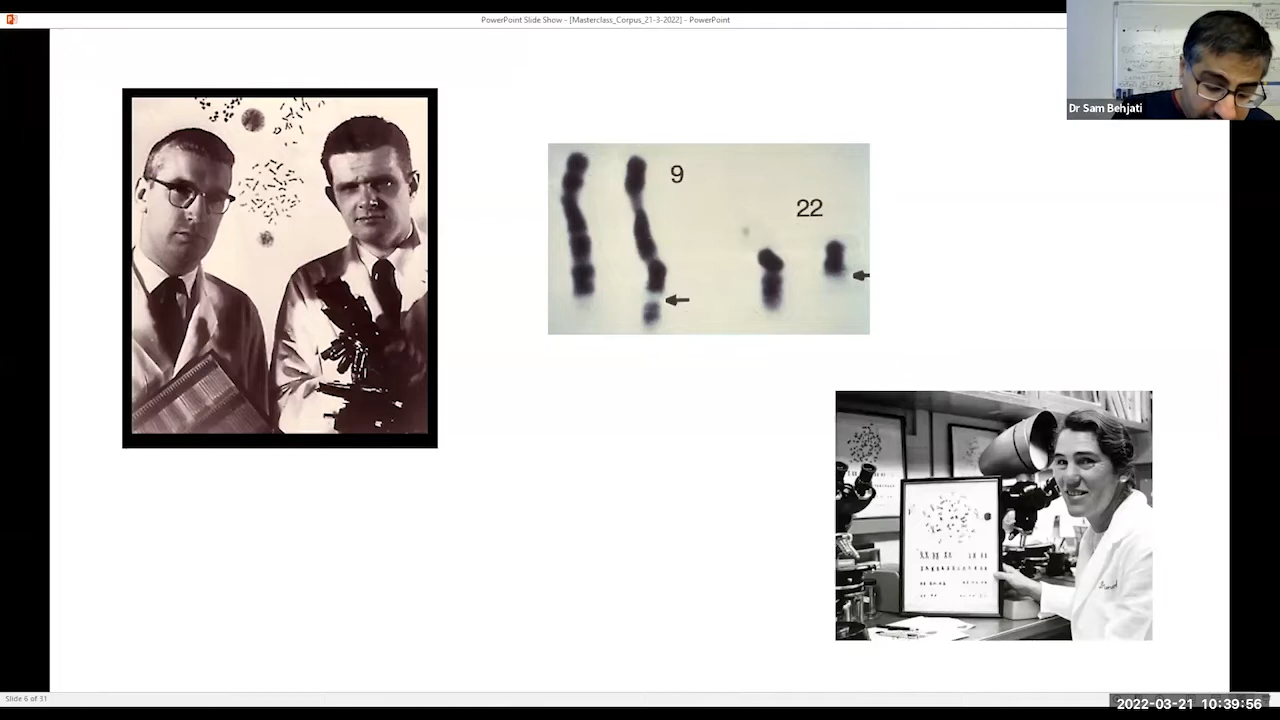 PowerPoint Slide Show - [Masterclass_Corpus_21-3-2022] - PowerPoint
Dr Sam Behjati
9
22
Slide 6 of 31
2022-03-21 10:39:56